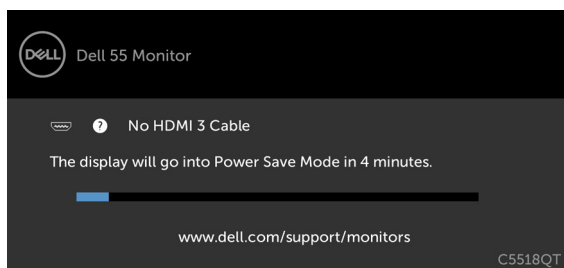 DELL
Dell 55 Monitor
? No HDMI 3 Cable
The display will go into Power Save Mode in 4 minutes.
www.dell.com/support/monitors
C5518QT